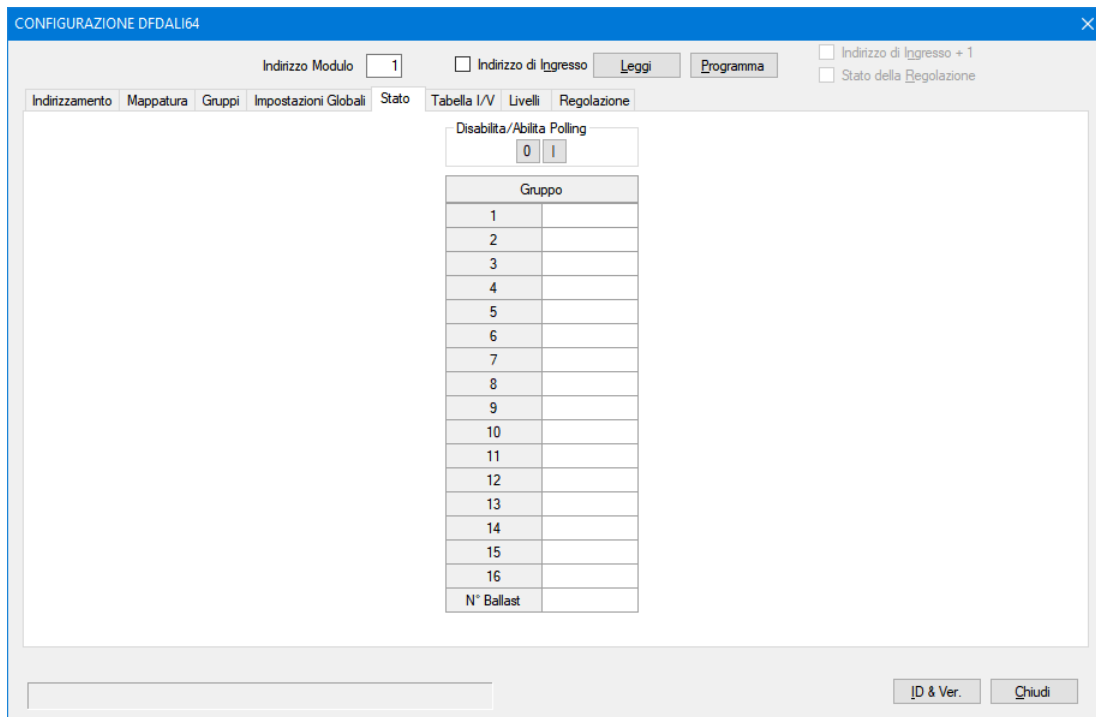 CONFIGURAZIONE DFDALI64
Indirizzo Modulo 1 Indirizzo di Ingresso Leggi Programma
Indirizzo di Ingresso + 1
Stato della Regolazione
Indirizzamento Mappatura Gruppi Impostazioni Globali Stato Tabella I/V Livelli Regolazione
Disabilita/Abilita Polling
0 I
Gruppo
1
2
3
4
5
6
7
8
9
10
11
12
13
14
15
16
N° Ballast
ID & Ver. Chiudi